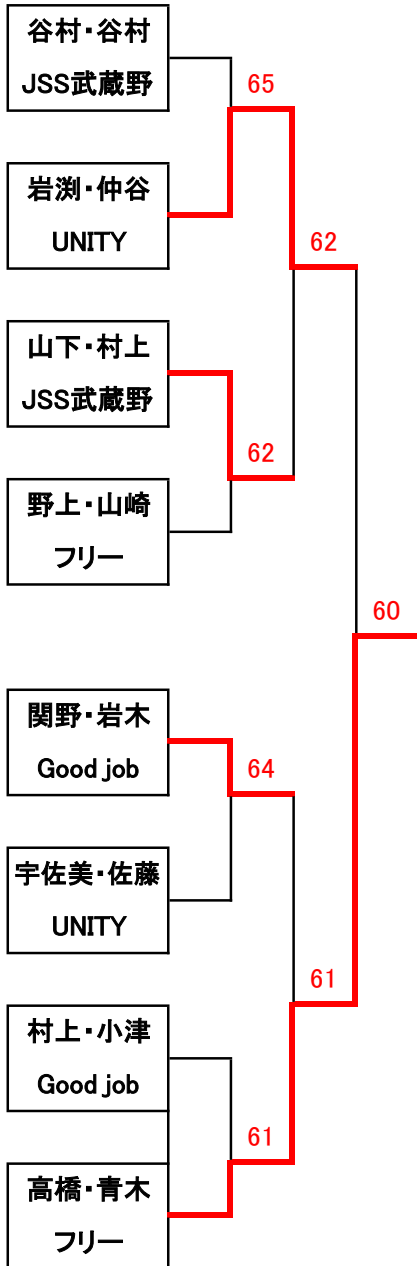 谷村・谷村
JSS武蔵野
65
岩渕・仲谷
UNITY
62
山下・村上
JSS武蔵野
62
野上・山崎
フリー
60
関野・岩木
Good job
64
宇佐美・佐藤
UNITY
61
村上・小津
Good job
61
高橋・青木
フリー